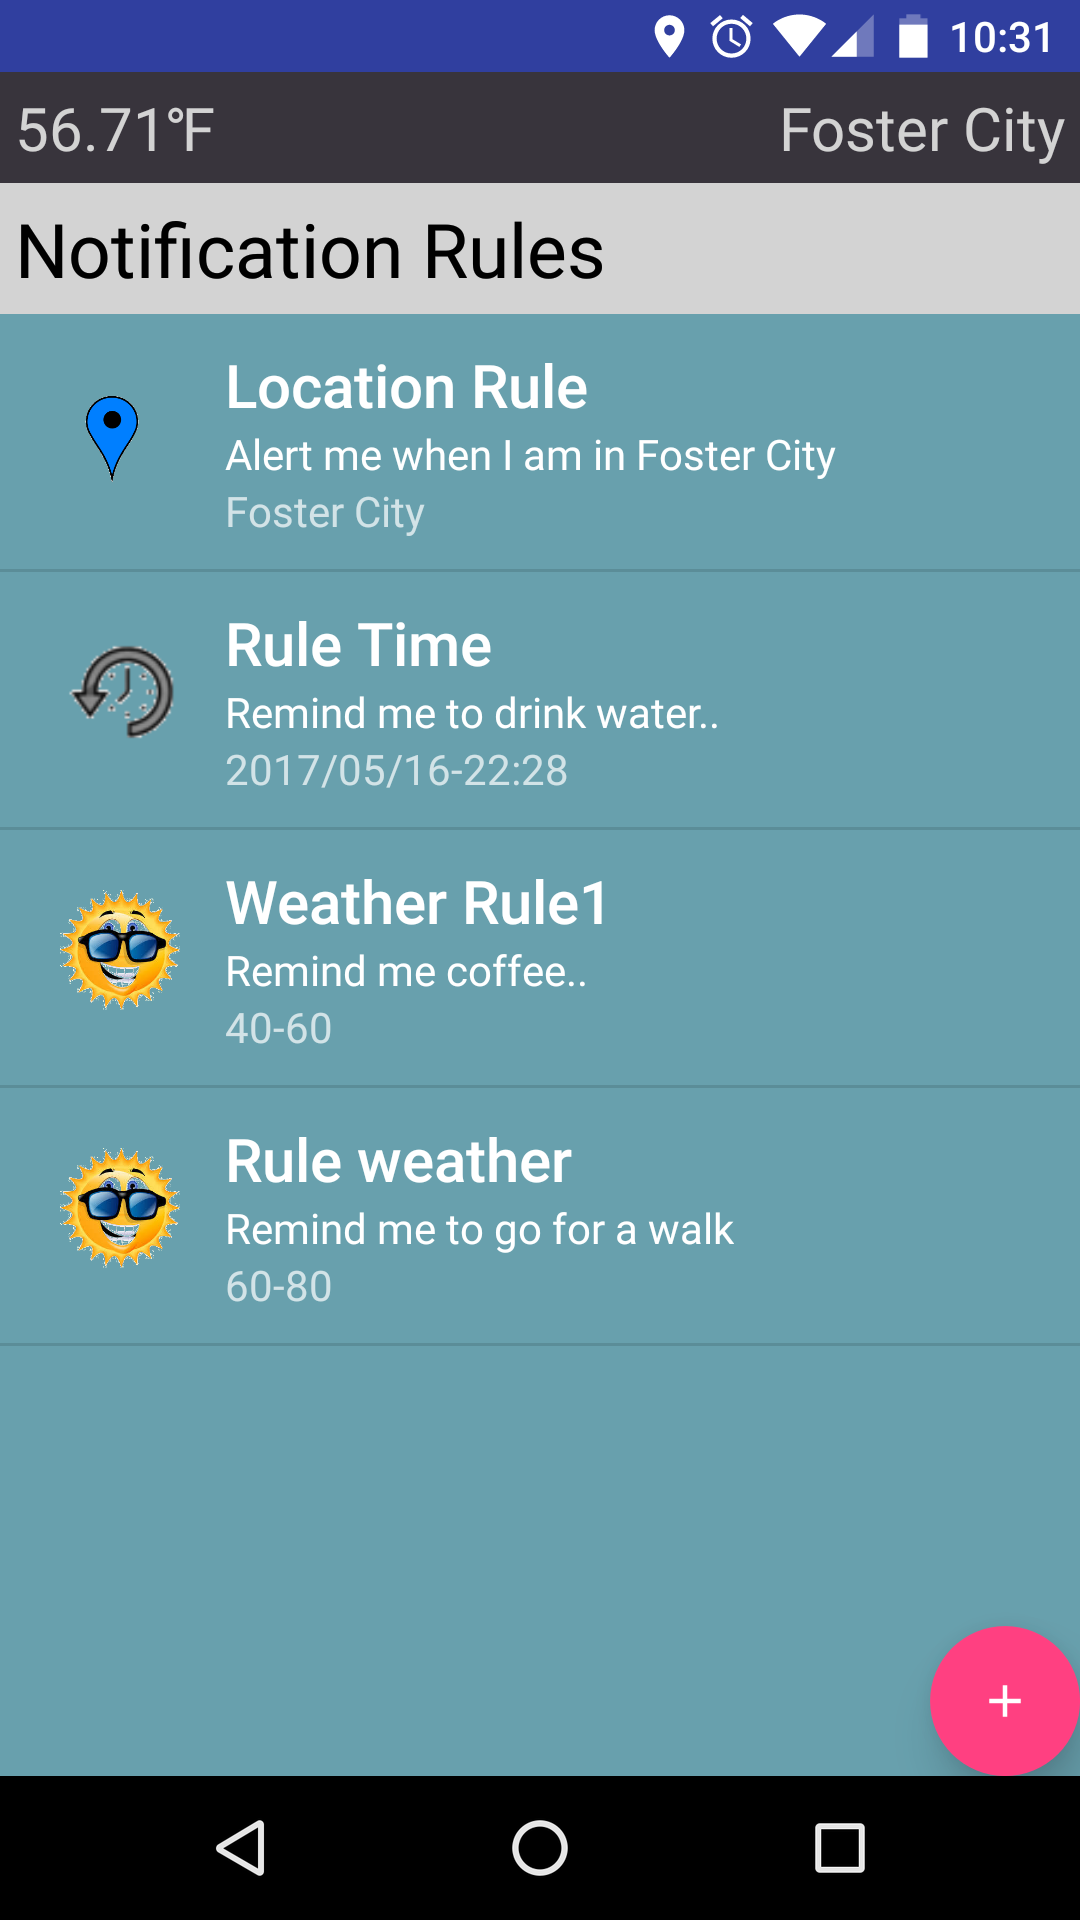 10:31
56.71℉ Foster City
Notification Rules
Location Rule
Alert me when I am in Foster City
Foster City
Rule Time
Remind me to drink water..
2017/05/16-22:28
Weather Rule1
Remind me coffee..
40-60
Rule weather
Remind me to go for a walk
60-80
+